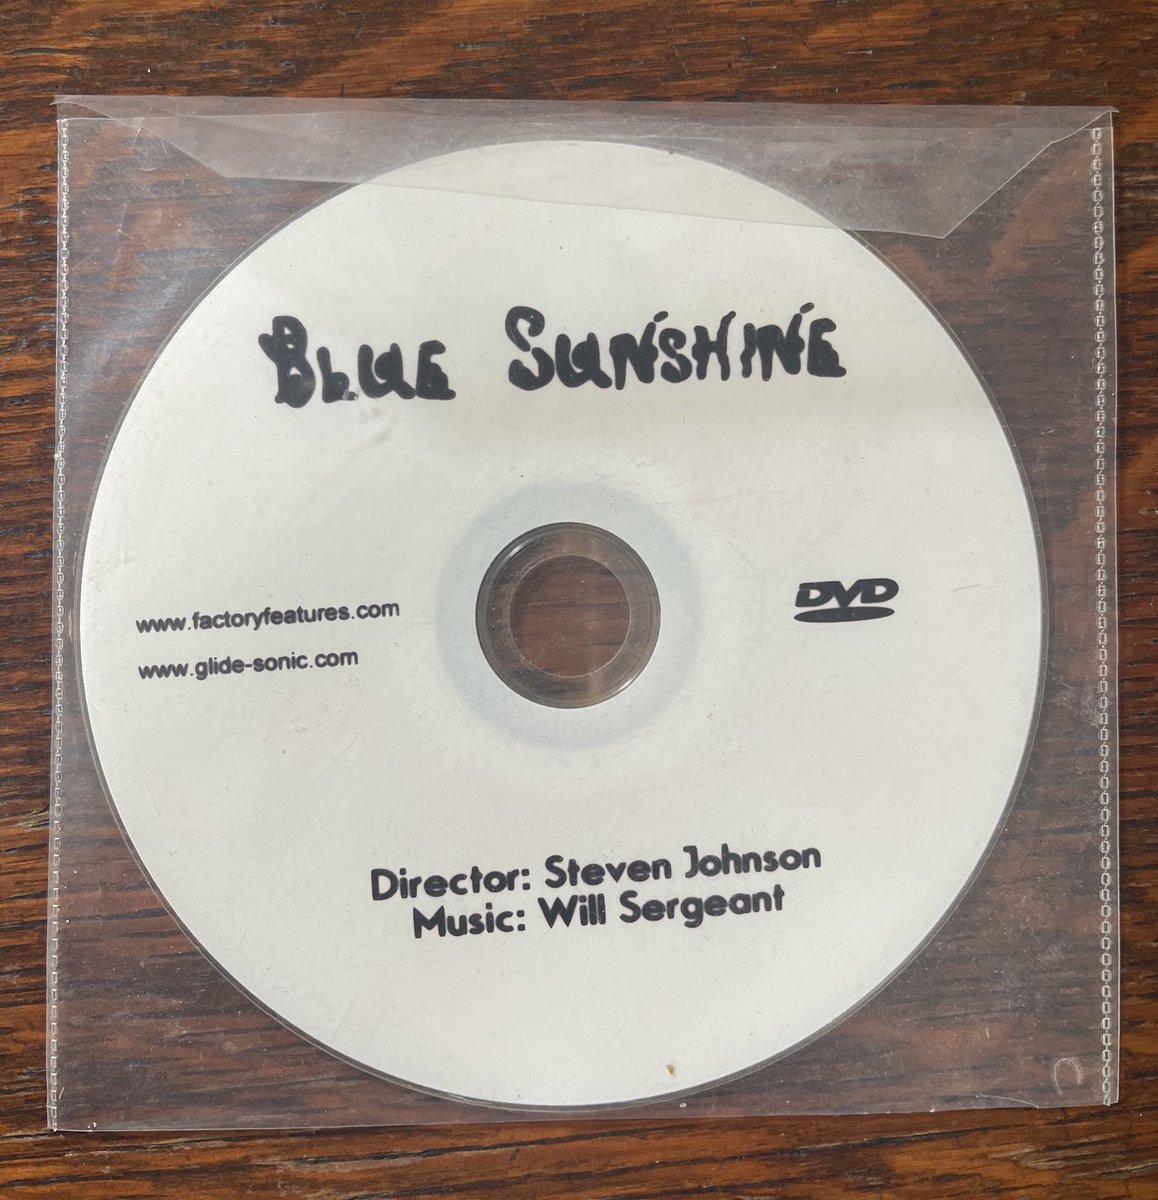 BLUE SUNSHINE
www.factoryfeatures.com
www.glide-sonic.com
DVD
Director: Steven Johnson
Music: Will Sergeant